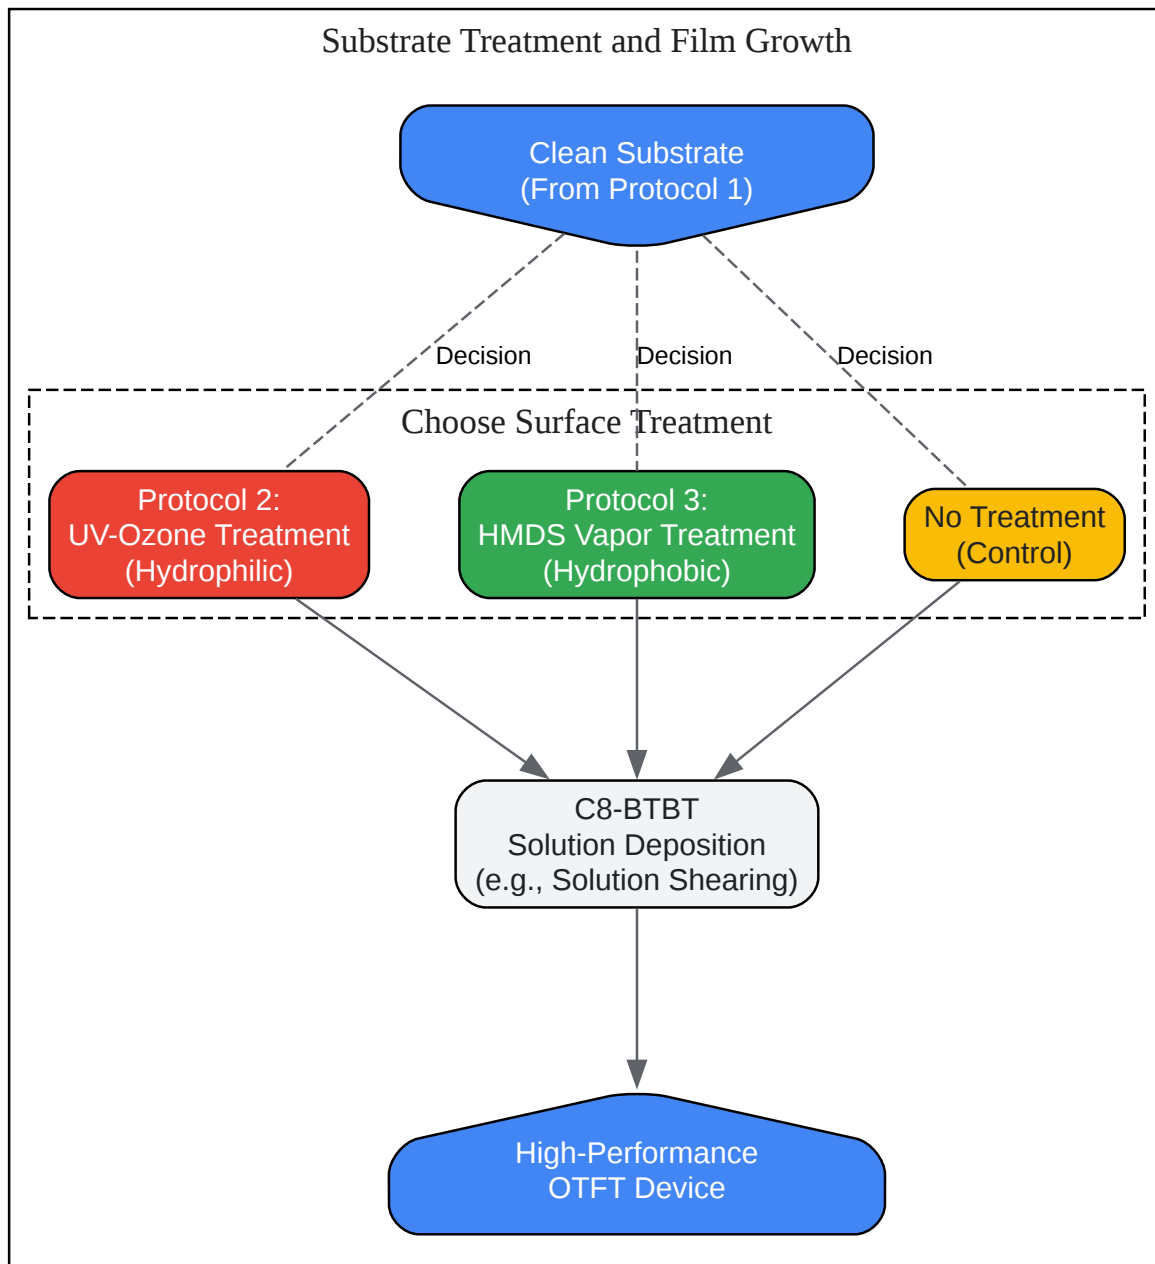 Substrate Treatment and Film Growth
Clean Substrate
(From Protocol 1)
Decision
Decision
Decision
Choose Surface Treatment
Protocol 2:
UV-Ozone Treatment
(Hydrophilic)
Protocol 3:
HMDS Vapor Treatment
(Hydrophobic)
No Treatment
(Control)
C8-BTBT
Solution Deposition
(e.g., Solution Shearing)
High-Performance
OTFT Device